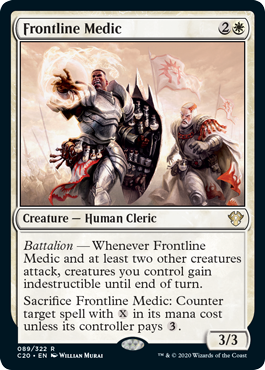 Frontline Medic 2
Creature — Human Cleric
Battalion — Whenever Frontline
Medic and at least two other creatures
attack, creatures you control gain
indestructible until end of turn.
Sacrifice Frontline Medic: Counter
target spell with X in its mana cost
unless its controller pays 3.
3/3
089/322 R
C20 • EN WILLIAN MURAI
™ & © 2020 Wizards of the Coast